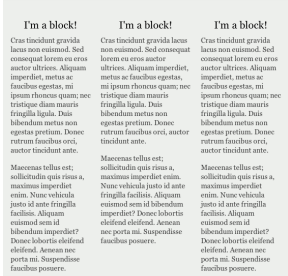 I'm a block!
Cras tincidunt gravida
lacus non euismod. Sed
consequat lorem eu eros
auctor ultrices. Aliquam
imperdiet, metus ac
faucibus egestas, mi
ipsum rhoncus quam; nec
tristique diam mauris
fringilla ligula. Duis
bibendum metus non
egestas pretium. Donec
rutrum faucibus orci, auctor
tincidunt ante.
Maecenas tellus est;
sollicitudin quis risus a,
maximus imperdiet
enim. Nunc vehicula
justo id ante fringilla
facilisis. Aliquam
euismod sem id
bibendum imperdiet?
Donec lobortis eleifend
eleifend. Aenean nec
porta mi. Suspendisse
faucibus posuere.
I'm a block!
Cras tincidunt gravida lacus
non euismod. Sed consequat
lorem eu eros auctor
ultrices. Aliquam imperdiet,
metus ac faucibus egestas,
mi ipsum rhoncus quam; nec
tristique diam mauris
fringilla ligula. Duis
bibendum metus non
egestas pretium. Donec
rutrum faucibus orci, auctor
tincidunt ante.
Maecenas tellus est;
sollicitudin quis risus a,
maximus imperdiet enim.
Nunc vehicula justo id ante
fringilla facilisis. Aliquam
euismod sem id bibendum
imperdiet? Donec lobortis
eleifend eleifend. Aenean
nec porta mi. Suspendisse
faucibus posuere.
I'm a block!
Cras tincidunt gravida
lacus non euismod. Sed
consequat lorem eu eros
auctor ultrices. Aliquam
imperdiet, metus ac
faucibus egestas, mi
ipsum rhoncus quam; nec
tristique diam mauris
fringilla ligula. Duis
bibendum metus non
egestas pretium. Donec
rutrum faucibus orci,
auctor tincidunt ante.
Maecenas tellus est;
sollicitudin quis risus a,
maximus imperdiet
enim. Nunc vehicula
justo id ante fringilla
facilisis. Aliquam
euismod sem id
bibendum imperdiet?
Donec lobortis eleifend
eleifend. Aenean nec
porta mi. Suspendisse
faucibus posuere.